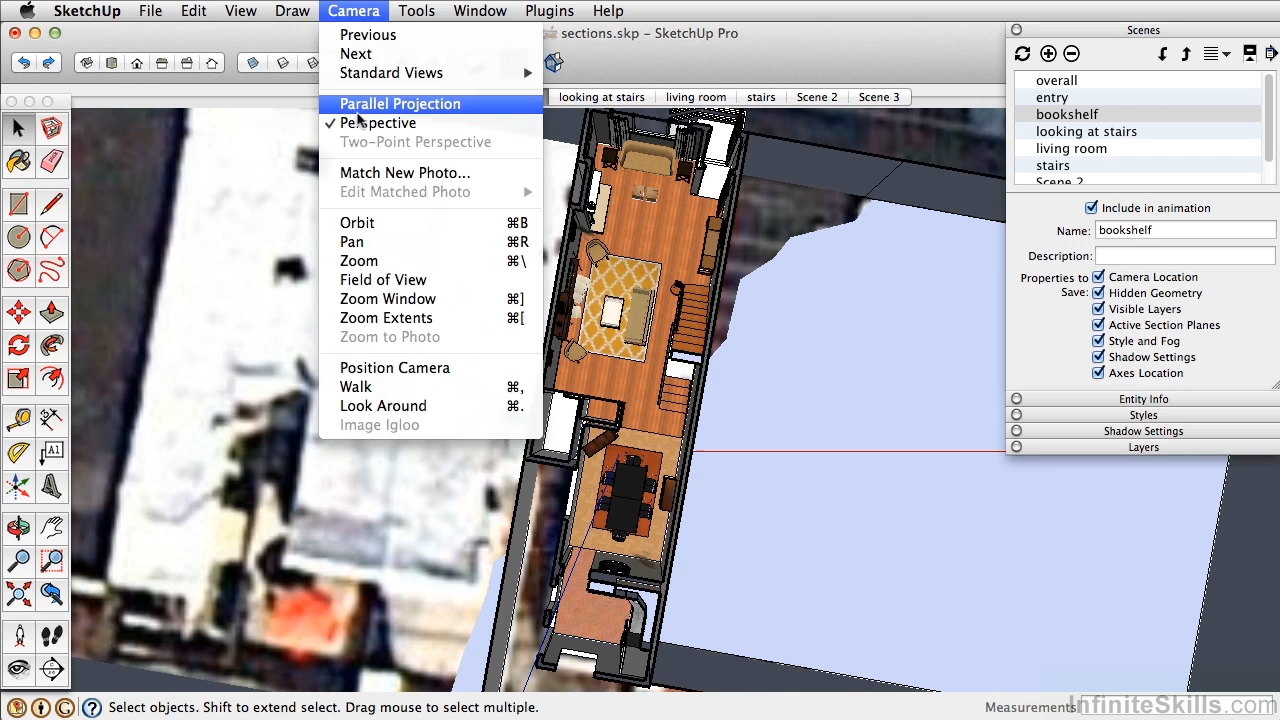 SketchUp File Edit View Draw Camera Tools Window Plugins Help
sections.skp – SketchUp Pro
Previous
Next
Standard Views
Parallel Projection
✓ Perspective
Two-Point Perspective
Match New Photo...
Edit Matched Photo
Orbit ⌘B
Pan ⌘R
Zoom ⌘\
Field of View
Zoom Window ⌘]
Zoom Extents ⌘[
Zoom to Photo
Position Camera
Walk ⌘,
Look Around ⌘.
Image Igloo
looking at stairs living room stairs Scene 2 Scene 3
Scenes
overall
entry
bookshelf
looking at stairs
living room
stairs
Scene 2
Include in animation
Name: bookshelf
Description:
Properties to Save: Camera Location
Hidden Geometry
Visible Layers
Active Section Planes
Style and Fog
Shadow Settings
Axes Location
Entity Info
Styles
Shadow Settings
Layers
A1
Select objects. Shift to extend select. Drag mouse to select multiple.
Measurements
InfiniteSkills.com